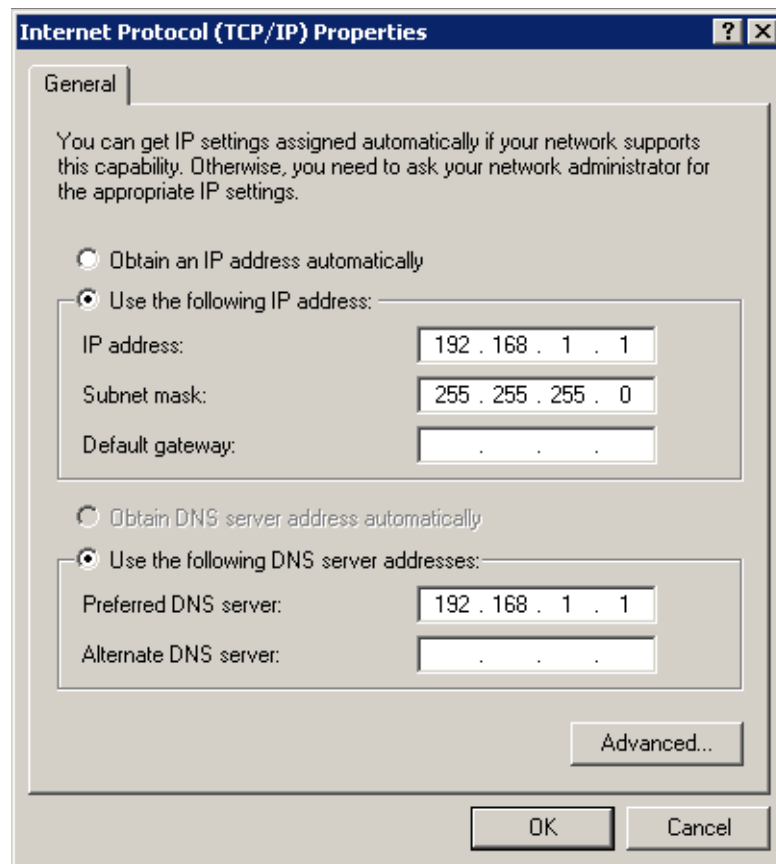 Internet Protocol (TCP/IP) Properties
General
You can get IP settings assigned automatically if your network supports
this capability. Otherwise, you need to ask your network administrator for
the appropriate IP settings.
Obtain an IP address automatically
Use the following IP address:
IP address: 192 . 168 . 1 . 1
Subnet mask: 255 . 255 . 255 . 0
Default gateway: . . .
Obtain DNS server address automatically
Use the following DNS server addresses:
Preferred DNS server: 192 . 168 . 1 . 1
Alternate DNS server: . . .
Advanced...
OK Cancel